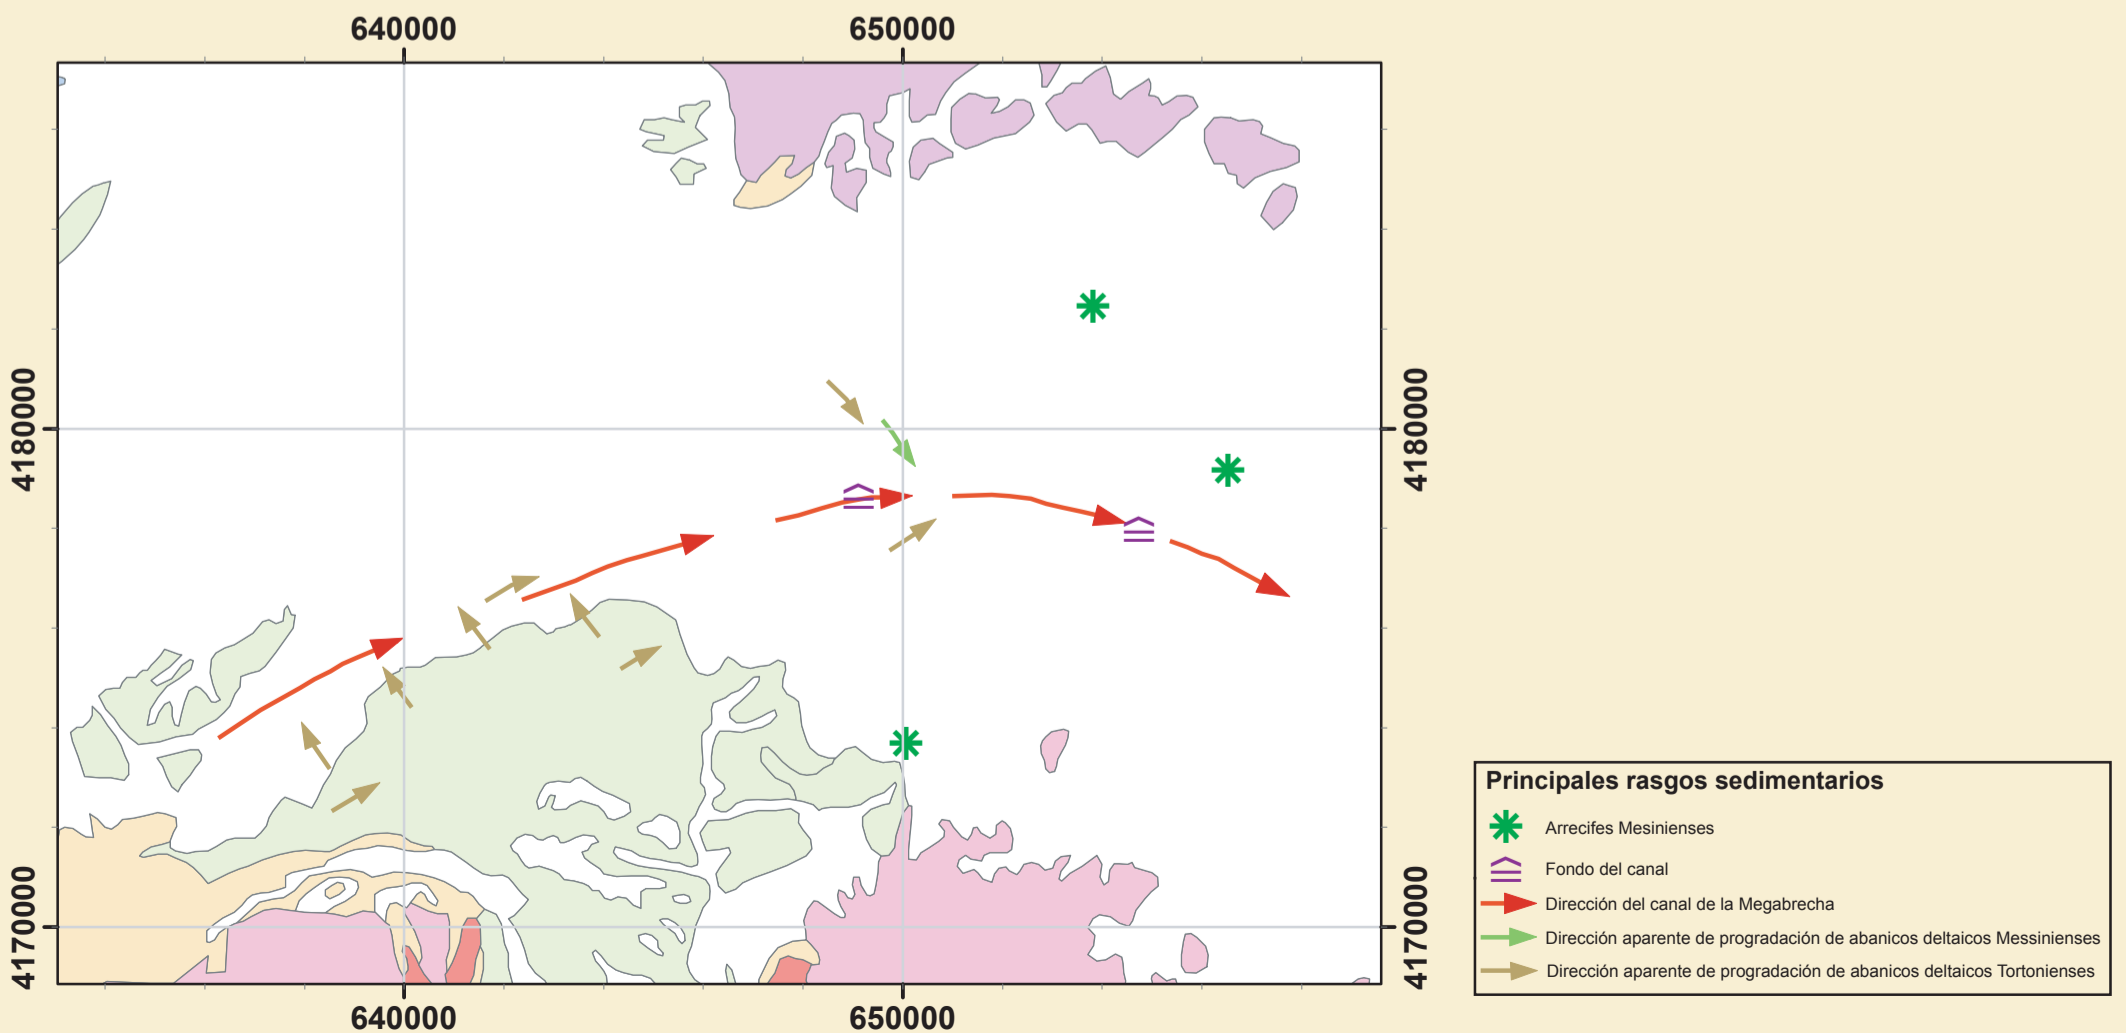 640000
650000
4180000
4180000
4170000
4170000
640000
650000
Principales rasgos sedimentarios
Arrecifes Mesinienses
Fondo del canal
Dirección del canal de la Megabrecha
Dirección aparente de progradación de abanicos deltaicos Messinienses
Dirección aparente de progradación de abanicos deltaicos Tortonienses